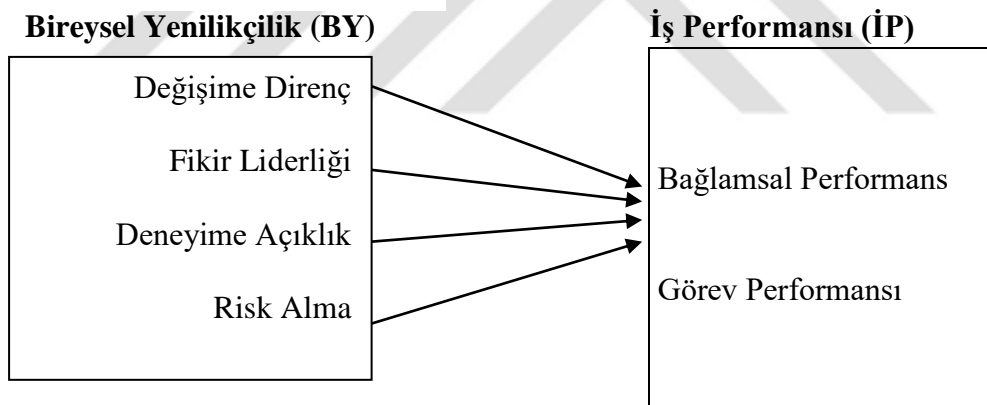 Bireysel Yenilikçilik (BY)
Değişime Direnç
Fikir Liderliği
Deneyime Açıklık
Risk Alma
İş Performansı (İP)
Bağlamsal Performans
Görev Performansı